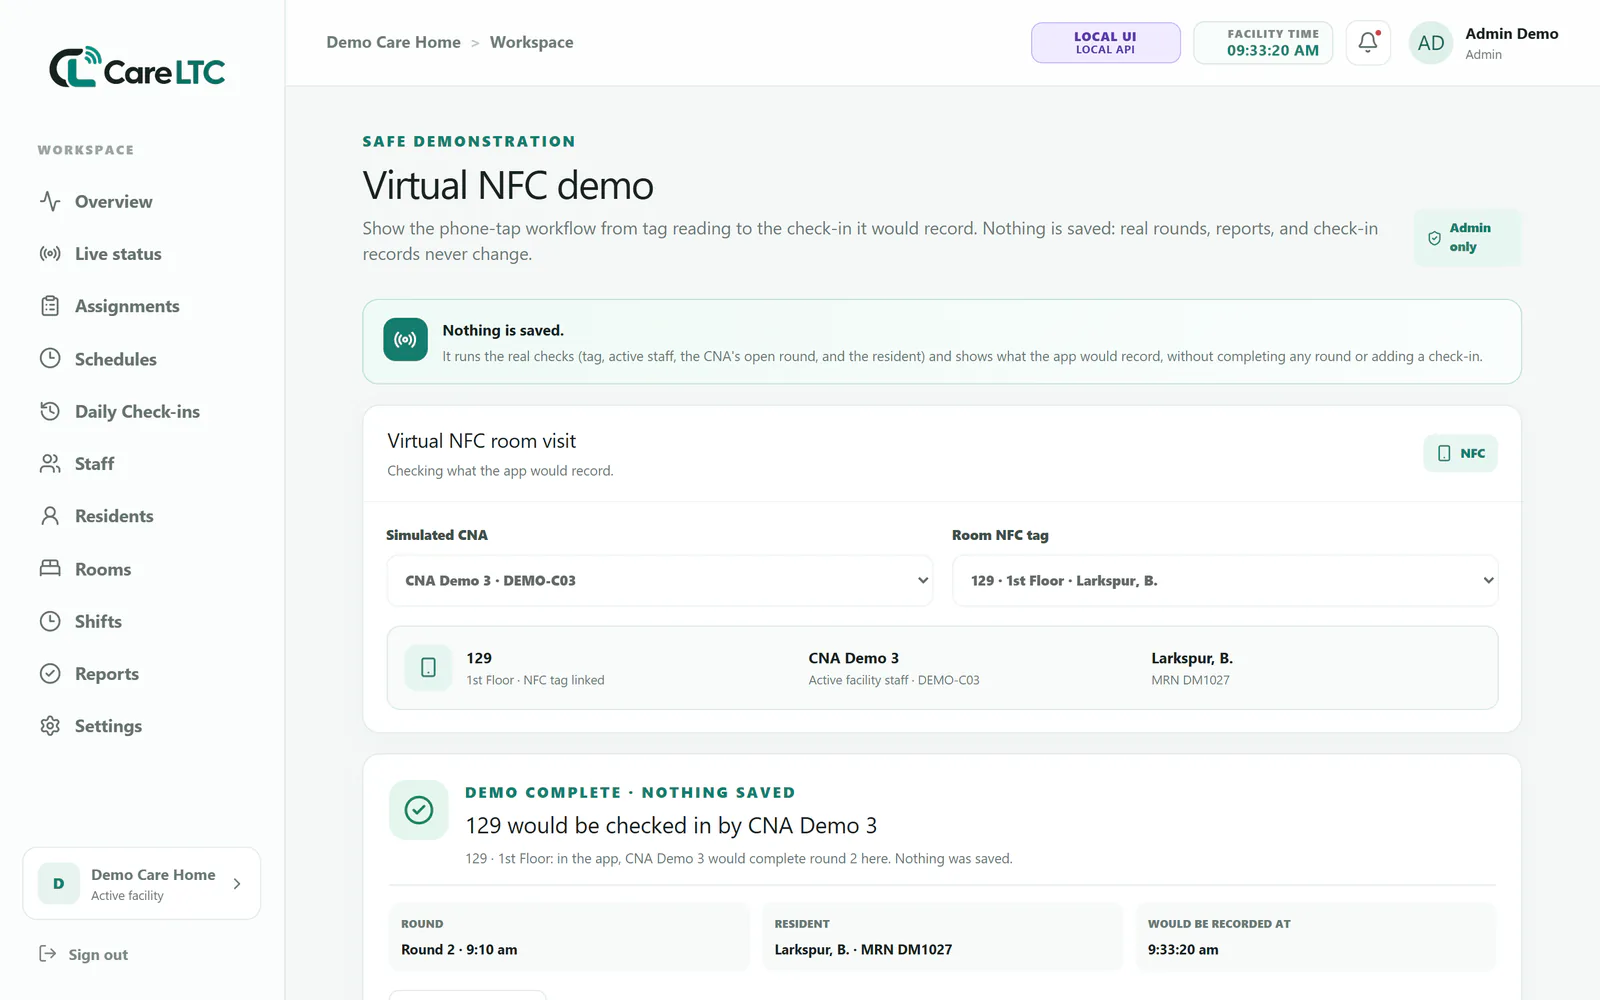 CareLTC
Demo Care Home > Workspace
LOCAL UI
LOCAL API
FACILITY TIME
09:33:20 AM
AD
Admin Demo
Admin
WORKSPACE
Overview
Live status
Assignments
Schedules
Daily Check-ins
Staff
Residents
Rooms
Shifts
Reports
Settings
D
Demo Care Home
Active facility
Sign out
SAFE DEMONSTRATION
Virtual NFC demo
Show the phone-tap workflow from tag reading to the check-in it would record. Nothing is saved: real rounds, reports, and check-in
records never change.
Admin
only
Nothing is saved.
It runs the real checks (tag, active staff, the CNA's open round, and the resident) and shows what the app would record, without completing any round or adding a check-in.
Virtual NFC room visit
Checking what the app would record.
NFC
Simulated CNA
CNA Demo 3 · DEMO-C03
Room NFC tag
129 · 1st Floor · Larkspur, B.
129
1st Floor · NFC tag linked
CNA Demo 3
Active facility staff · DEMO-C03
Larkspur, B.
MRN DM1027
DEMO COMPLETE · NOTHING SAVED
129 would be checked in by CNA Demo 3
129 · 1st Floor: in the app, CNA Demo 3 would complete round 2 here. Nothing was saved.
ROUND
Round 2 · 9:10 am
RESIDENT
Larkspur, B. · MRN DM1027
WOULD BE RECORDED AT
9:33:20 am